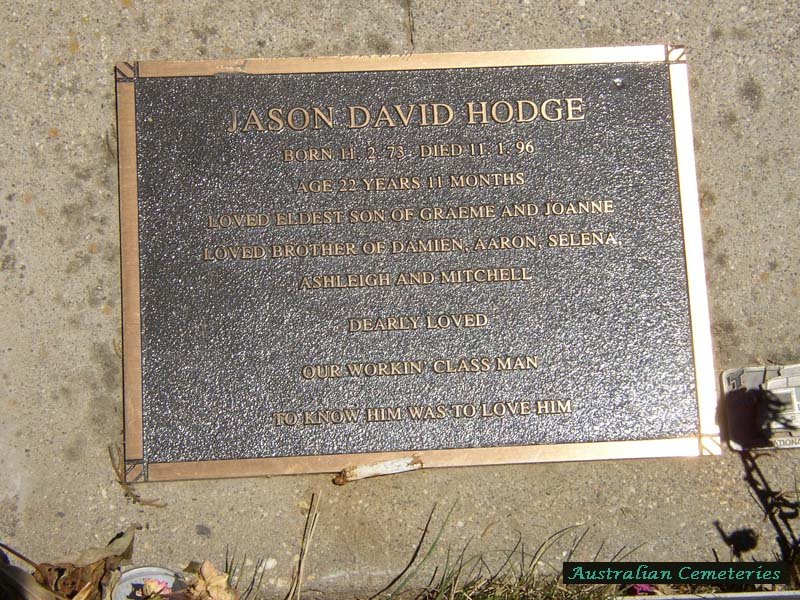 JASON DAVID HODGE
BORN 11. 2. 73 DIED 11. 1. 96
AGE 22 YEARS 11 MONTHS
LOVED ELDEST SON OF GRAEME AND JOANNE
LOVED BROTHER OF DAMIEN, AARON, SELENA,
ASHLEIGH AND MITCHELL
DEARLY LOVED
OUR WORKIN' CLASS MAN
TO KNOW HIM WAS TO LOVE HIM
Australian Cemeteries